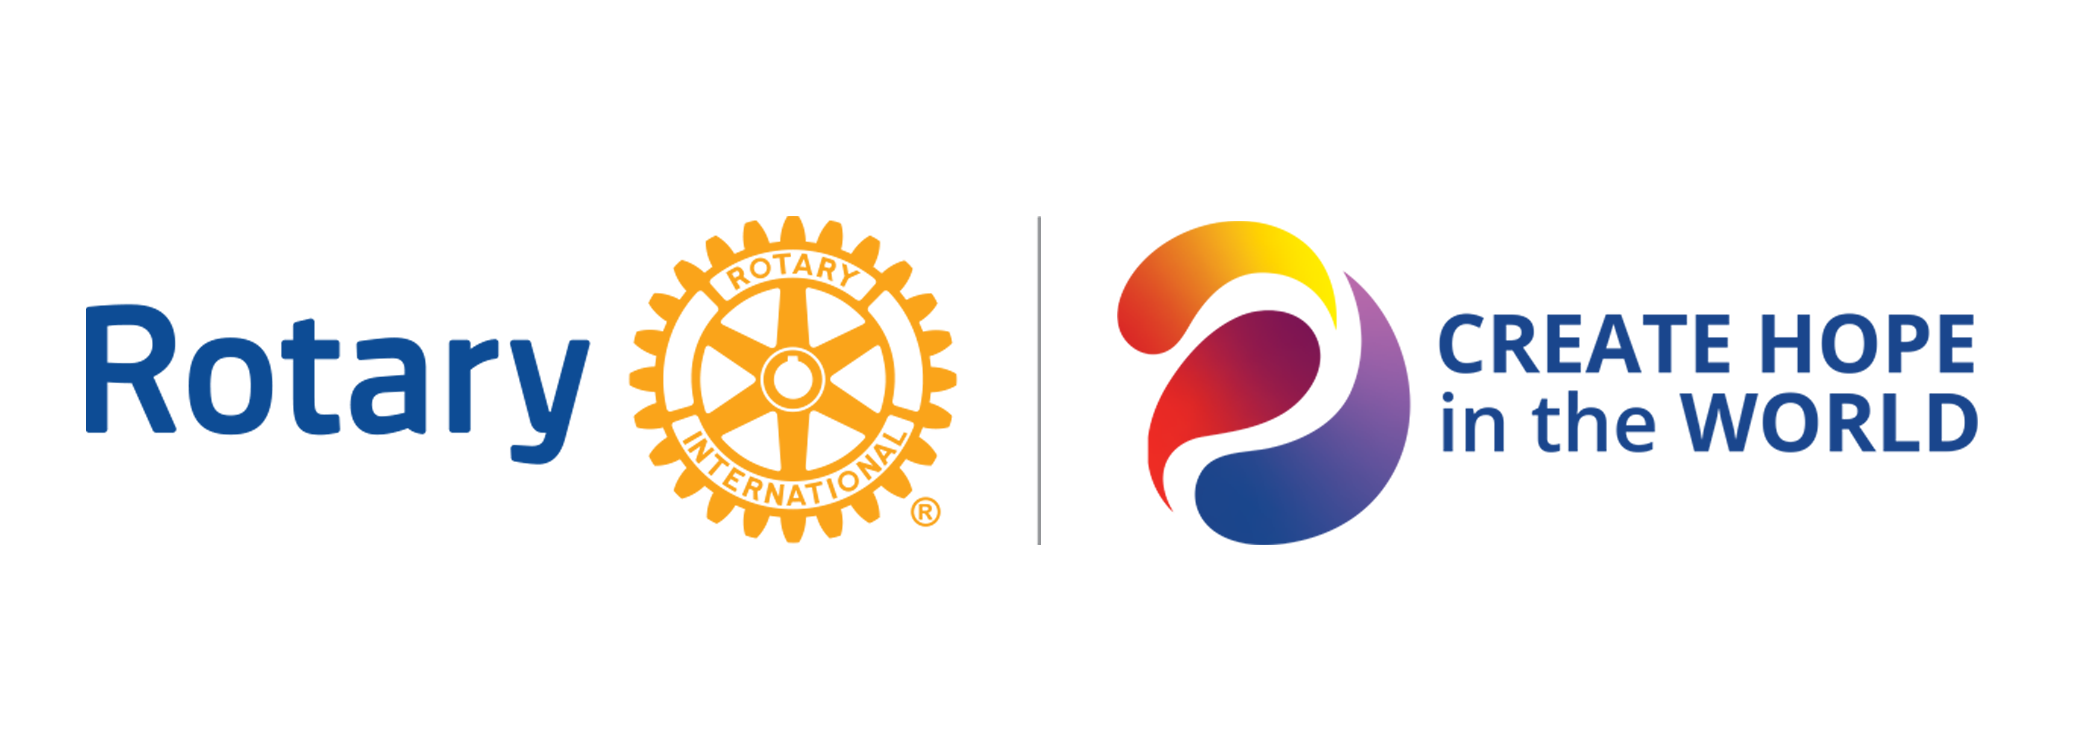 Rotary
ROTARY
INTERNATIONAL
®
CREATE HOPE
in the WORLD